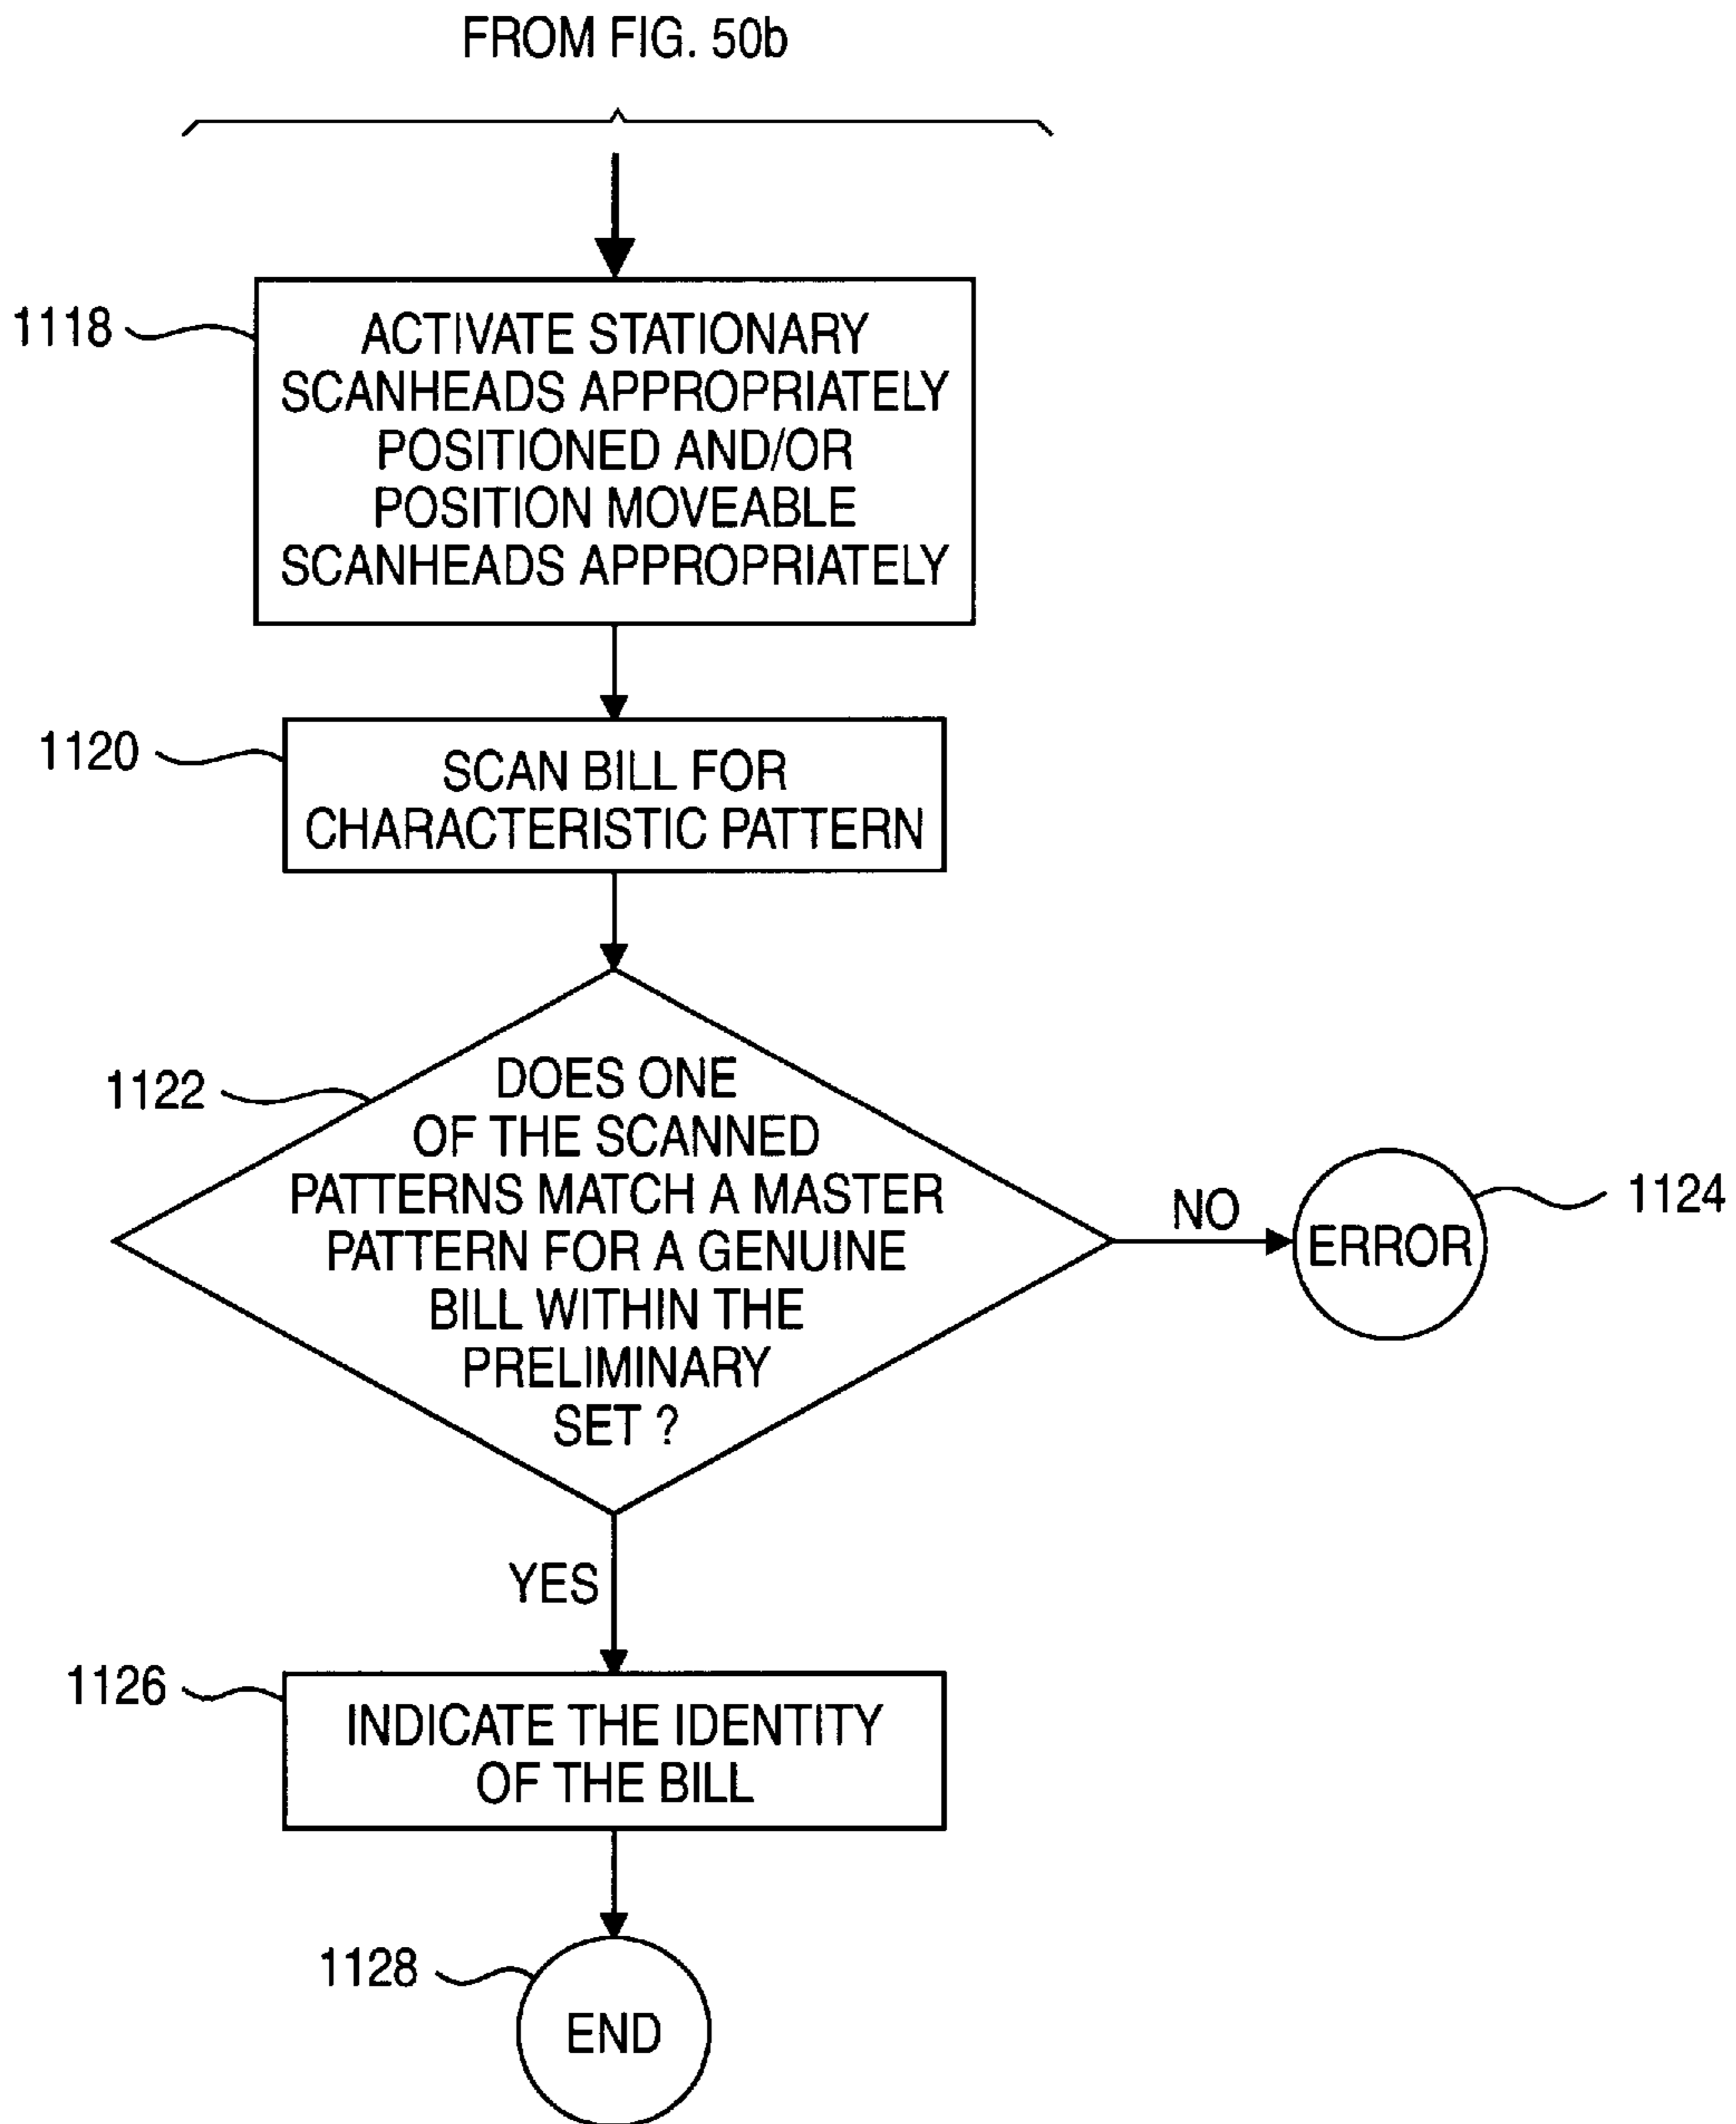 FROM FIG. 50b
1118
ACTIVATE STATIONARY
SCANHEADS APPROPRIATELY
POSITIONED AND/OR
POSITION MOVEABLE
SCANHEADS APPROPRIATELY
1120
SCAN BILL FOR
CHARACTERISTIC PATTERN
1122
DOES ONE
OF THE SCANNED
PATTERNS MATCH A MASTER
PATTERN FOR A GENUINE
BILL WITHIN THE
PRELIMINARY
SET ?
NO
ERROR
1124
YES
1126
INDICATE THE IDENTITY
OF THE BILL
1128
END